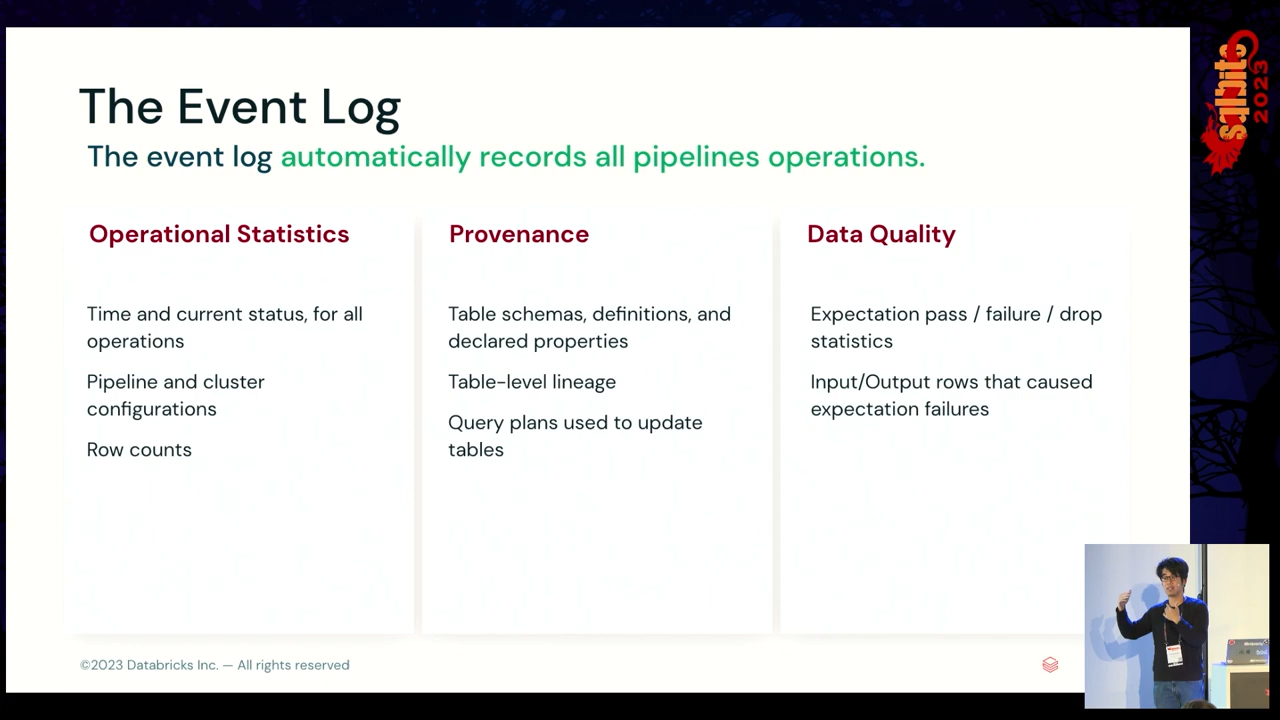 The Event Log
The event log automatically records all pipelines operations.
Operational Statistics
Time and current status, for all
operations
Pipeline and cluster
configurations
Row counts
Provenance
Table schemas, definitions, and
declared properties
Table-level lineage
Query plans used to update
tables
Data Quality
Expectation pass / failure / drop
statistics
Input/Output rows that caused
expectation failures
©2023 Databricks Inc. — All rights reserved
sqlbits
2023